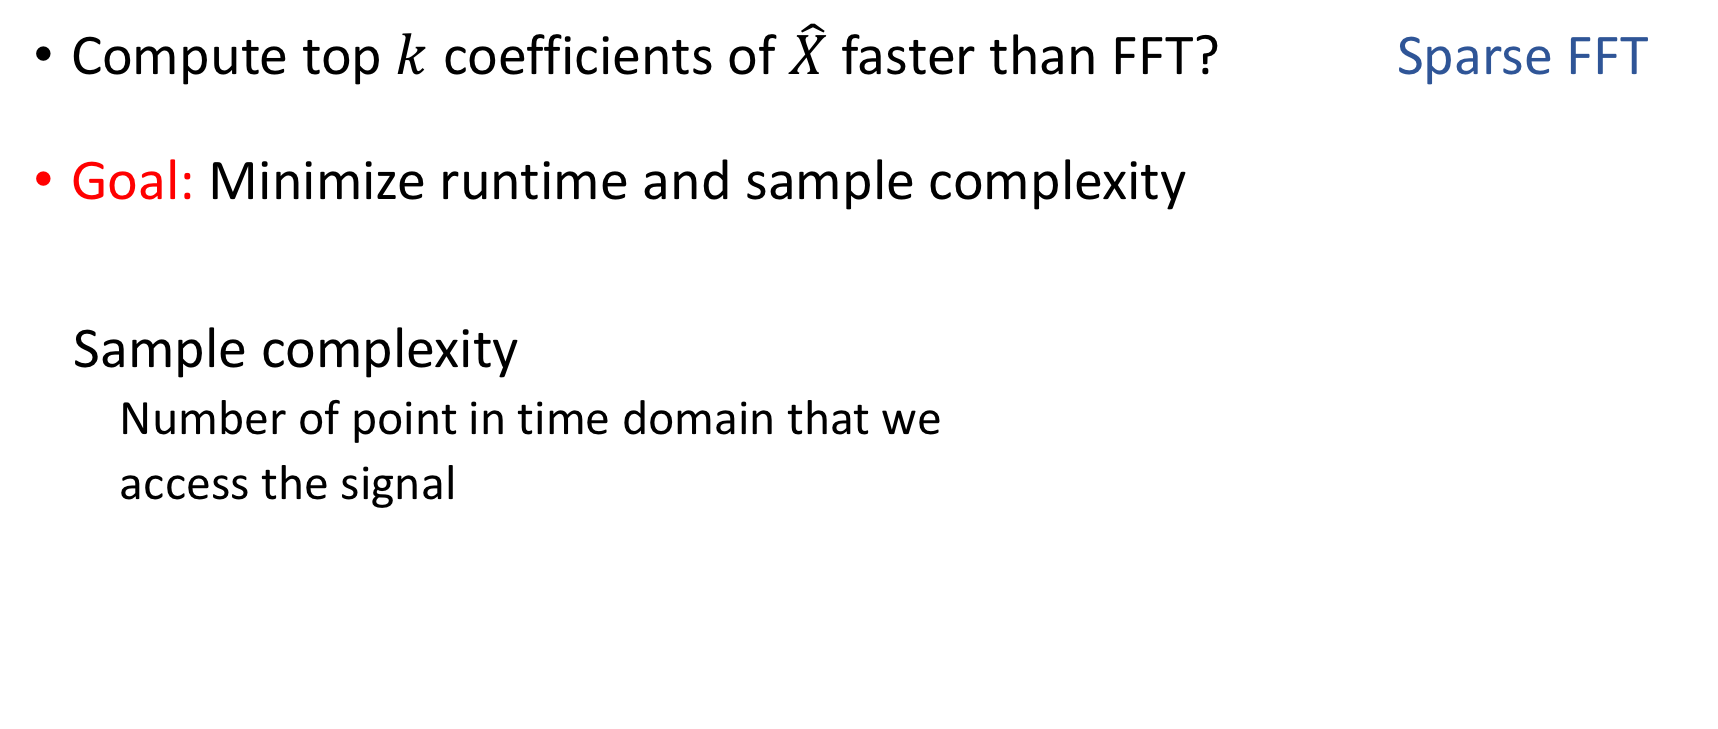 • Compute top k coefficients of X̂ faster than FFT? Sparse FFT
• Goal: Minimize runtime and sample complexity
Sample complexity
Number of point in time domain that we
access the signal